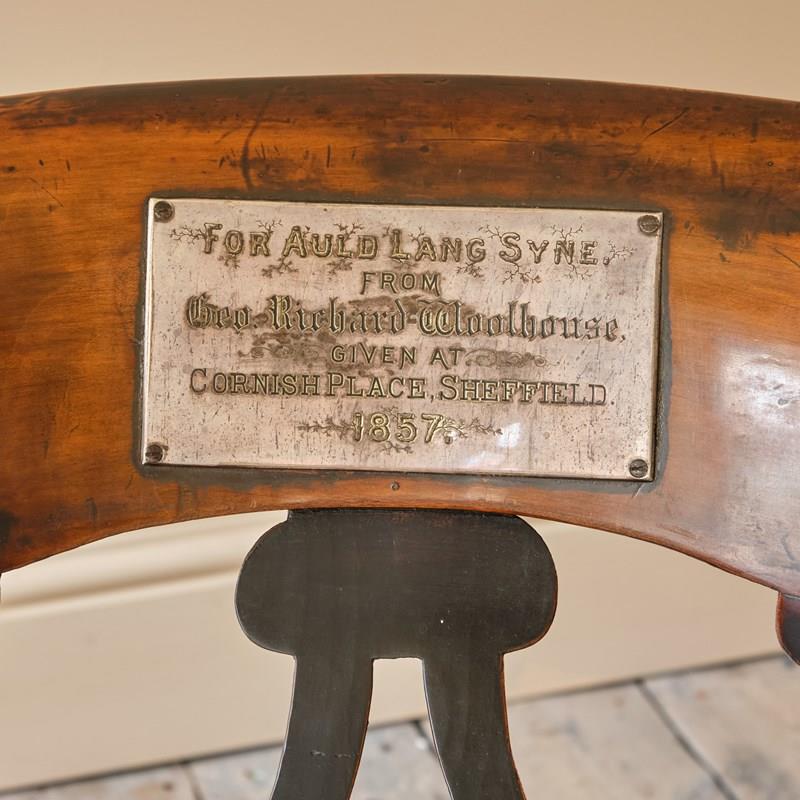 For Auld Lang Syne.
FROM
Geo. Richard Woolhouse.
GIVEN AT
Cornish Place, Sheffield.
1857.